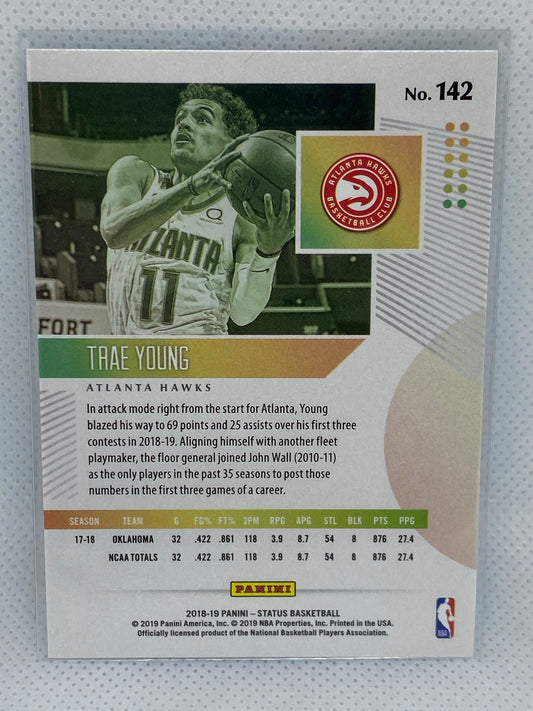 No. 142
ATLANTA HAWKS
BASKETBALL CLUB
ATLANTA
11
FORT
TRAE YOUNG
ATLANTA HAWKS
In attack mode right from the start for Atlanta, Young
blazed his way to 69 points and 25 assists over his first three
contests in 2018-19. Aligning himself with another fleet
playmaker, the floor general joined John Wall (2010-11)
as the only players in the past 35 seasons to post those
numbers in the first three games of a career.
SEASON TEAM G FG% FT% 3PM RPG APG STL BLK PTS PPG
17-18 OKLAHOMA 32 .422 .861 118 3.9 8.7 54 8 876 27.4
NCAA TOTALS 32 .422 .861 118 3.9 8.7 54 8 876 27.4
PANINI
2018-19 PANINI – STATUS BASKETBALL
© 2019 Panini America, Inc. © 2019 NBA Properties, Inc. Printed in the USA.
Officially licensed product of the National Basketball Players Association.
NBA